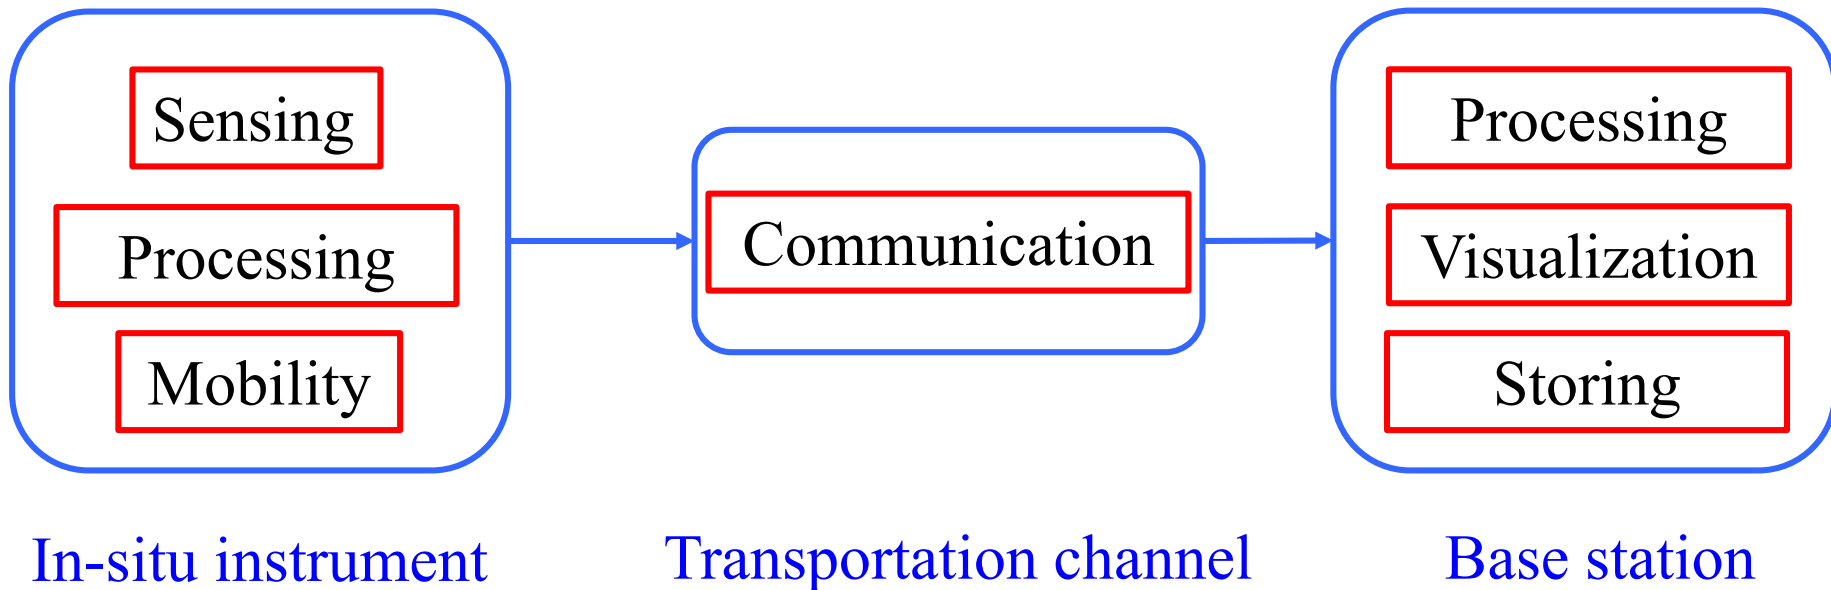 Sensing
Processing
Mobility
In-situ instrument
Communication
Transportation channel
Processing
Visualization
Storing
Base station